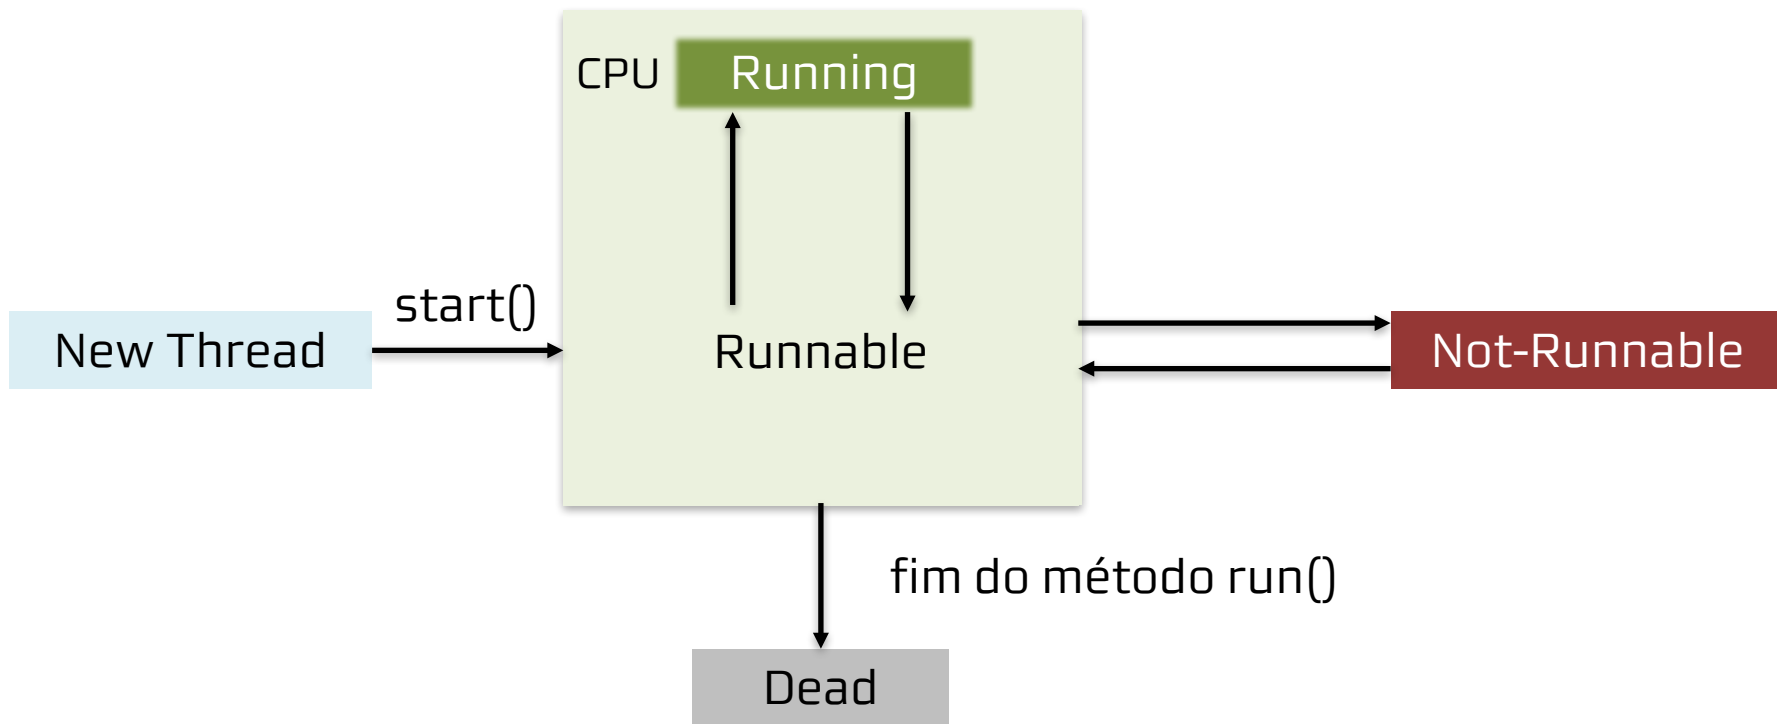 CPU
Running
start()
New Thread
Runnable
Not-Runnable
fim do método run()
Dead